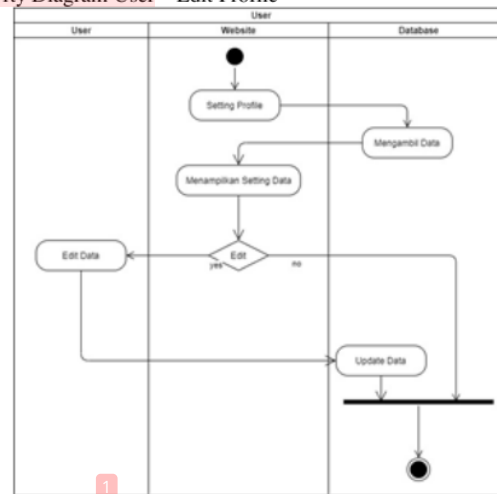 ity Diagram User – Edit Profile
User
User Website Database
Setting Profile
Mengambil Data
Menampilkan Setting Data
Edit Data
Edit
yes
no
Update Data
1